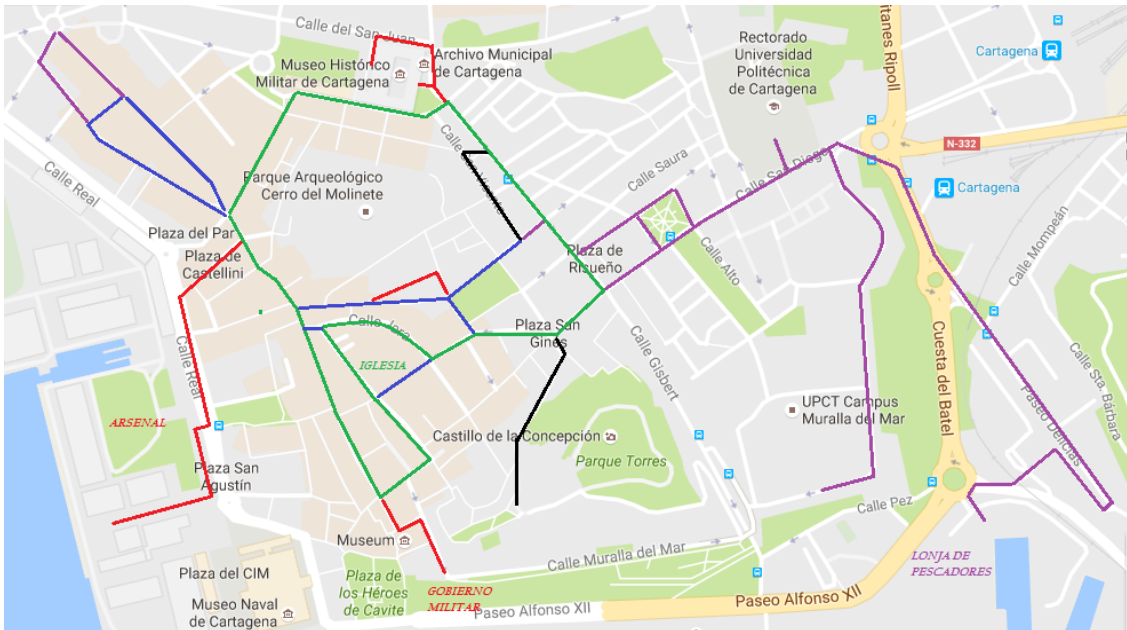 Calle del San Juan
Museo Histórico
Militar de Cartagena
Archivo Municipal
de Cartagena
Rectorado
Universidad
Politécnica
de Cartagena
itanes Ripoll
Cartagena
N-332
Cartagena
Calle Real
Parque Arqueológico
Cerro del Molinete
Calle Saura
Calle San Diego
Calle Mompeán
Plaza del Par
Plaza de
Castellini
Plaza de
Risueño
Calle Alto
Calle Jara
Plaza San
Ginés
Calle Real
IGLESIA
Calle Gisbert
Cuesta del Batel
Calle Sta. Bárbara
Paseo Delicias
ARSENAL
UPCT Campus
Muralla del Mar
Castillo de la Concepción
Parque Torres
Plaza San
Agustín
Calle Pez
Museum
Calle Muralla del Mar
LONJA DE
PESCADORES
Plaza del CIM
Plaza de
los Héroes
de Cavite
GOBIERNO
MILITAR
Museo Naval
de Cartagena
Paseo Alfonso XII
Paseo Alfonso XII